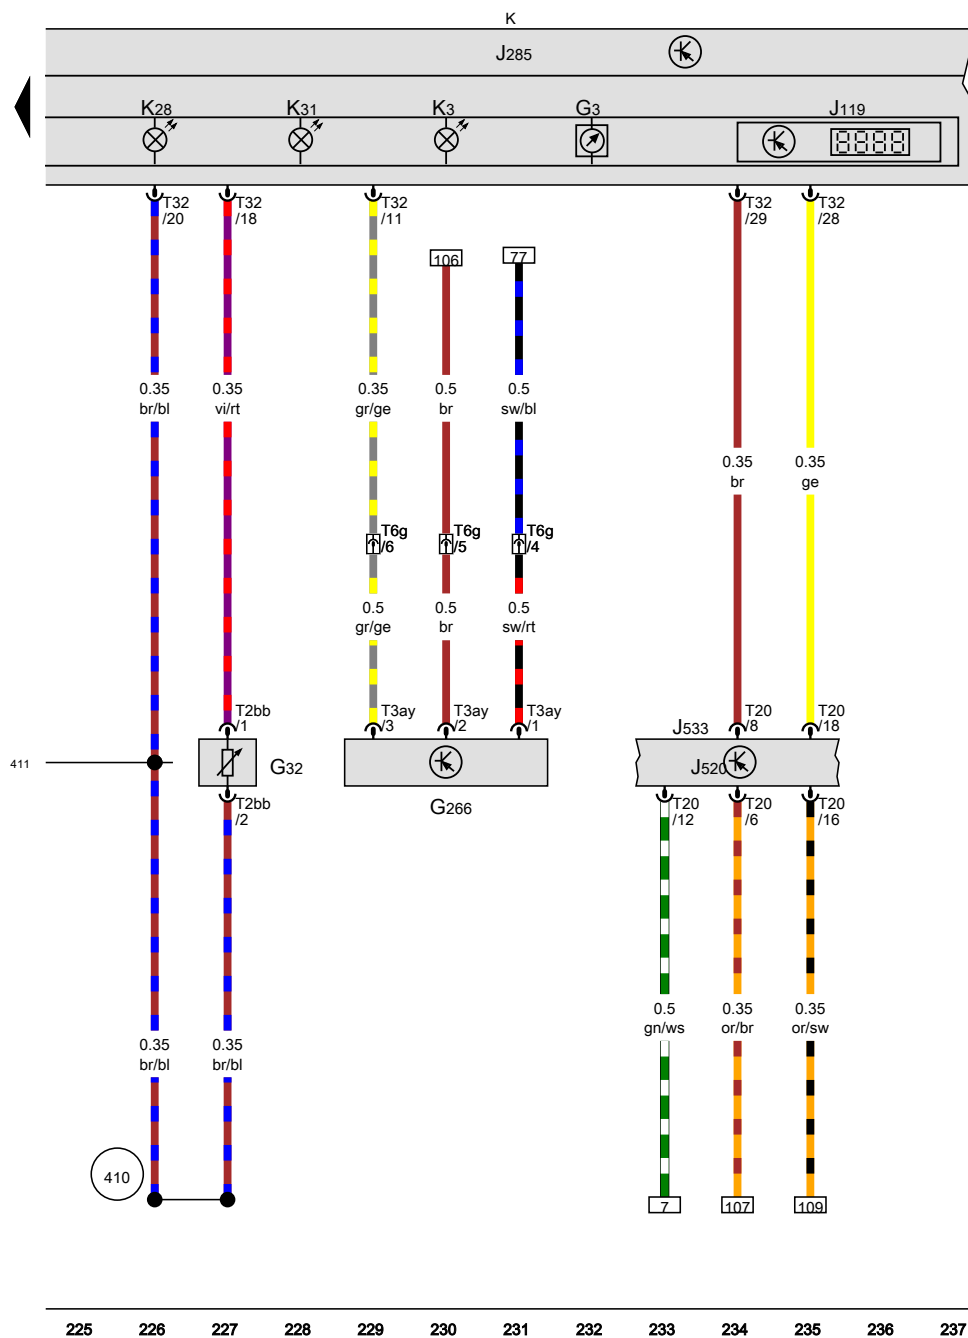 K
J285
K28 K31 K3 G3 J119
T32 T32 T32 T32 T32
/20 /18 /11 /29 /28
106 77
0.35 0.35 0.35 0.5 0.5
br/bl vi/rt gr/ge br sw/bl
0.35 0.35
br ge
T6g T6g T6g
/6 /5 /4
0.5 0.5 0.5
gr/ge br sw/rt
T2bb T3ay T3ay T3ay T20 T20
/1 /3 /2 /1 /8 /18
J533
411 G32 J520
T2bb G266 T20 T20 T20
/2 /12 /6 /16
0.5 0.35 0.35
gn/ws or/br or/sw
0.35 0.35
br/bl br/bl
410
7 107 109
225 226 227 228 229 230 231 232 233 234 235 236 237